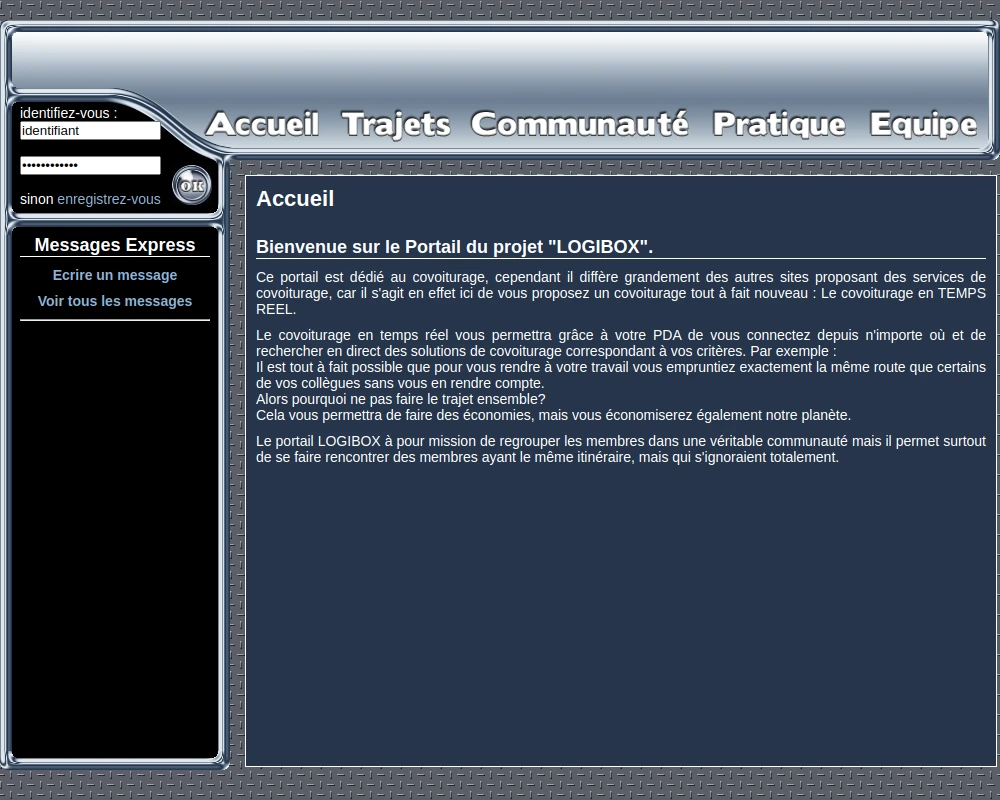 Accueil Trajets Communauté Pratique Equipe
identifiez-vous :
identifiant
••••••••••••
OK
sinon enregistrez-vous
Messages Express
Ecrire un message
Voir tous les messages
Accueil
Bienvenue sur le Portail du projet "LOGIBOX".
Ce portail est dédié au covoiturage, cependant il diffère grandement des autres sites proposant des services de
covoiturage, car il s'agit en effet ici de vous proposez un covoiturage tout à fait nouveau : Le covoiturage en TEMPS
REEL.
Le covoiturage en temps réel vous permettra grâce à votre PDA de vous connectez depuis n'importe où et de
rechercher en direct des solutions de covoiturage correspondant à vos critères. Par exemple :
Il est tout à fait possible que pour vous rendre à votre travail vous empruntiez exactement la même route que certains
de vos collègues sans vous en rendre compte.
Alors pourquoi ne pas faire le trajet ensemble?
Cela vous permettra de faire des économies, mais vous économiserez également notre planète.
Le portail LOGIBOX à pour mission de regrouper les membres dans une véritable communauté mais il permet surtout
de se faire rencontrer des membres ayant le même itinéraire, mais qui s'ignoraient totalement.